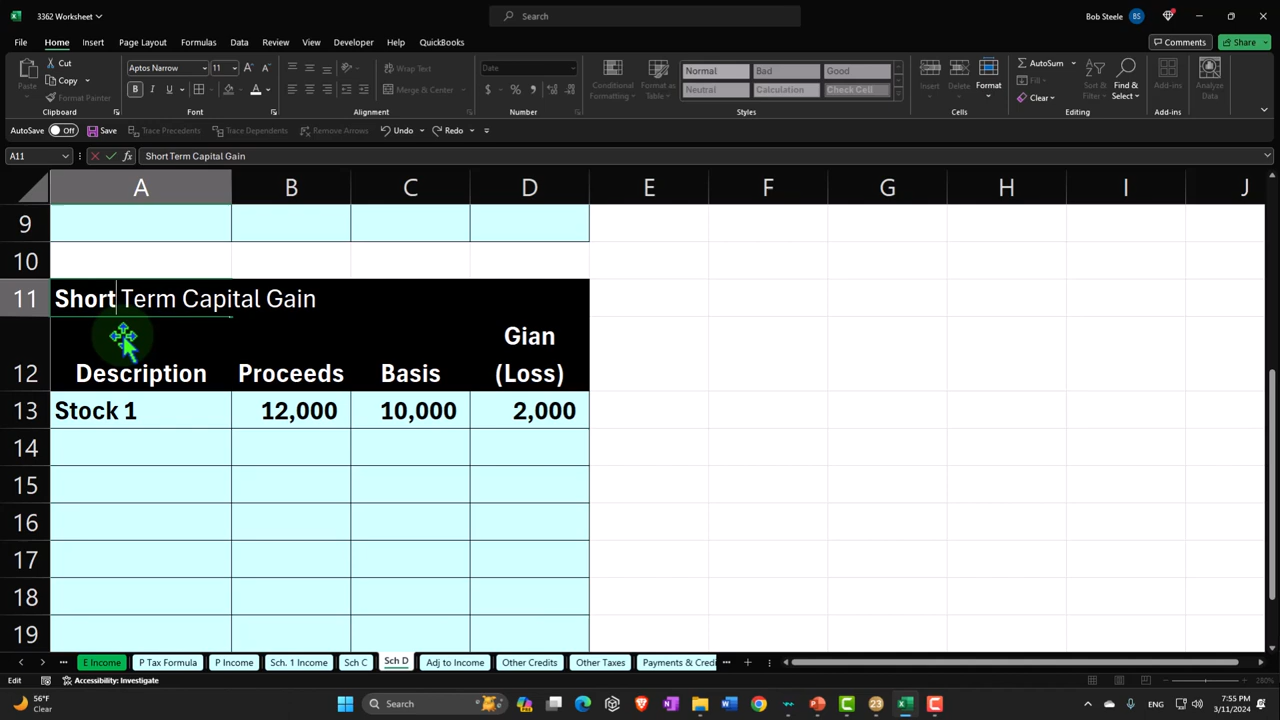 3362 Worksheet
Search
Bob Steele BS
File Home Insert Page Layout Formulas Data Review View Developer Help QuickBooks
Comments Share
Paste Cut Copy Format Painter Clipboard
Aptos Narrow 11 B I U Font
Wrap Text Merge & Center Alignment
Date $ % Number
Conditional Formatting Format as Table Normal Bad Good Neutral Calculation Check Cell Styles
Insert Delete Format Cells
AutoSum Fill Clear Sort & Filter Find & Select Editing
Add-ins Add-ins
Analyze Data
AutoSave Off Save Trace Precedents Trace Dependents Remove Arrows Undo Redo
A11 fx Short Term Capital Gain
A B C D E F G H I J
9
10
11 Short Term Capital Gain
12 Description Proceeds Basis Gian (Loss)
13 Stock 1 12,000 10,000 2,000
14
15
16
17
18
19
E Income P Tax Formula P Income Sch. 1 Income Sch C Sch D Adj to Income Other Credits Other Taxes Payments & Credi
Edit Accessibility: Investigate 280%
56°F Clear
Search
23
ENG 7:55 PM 3/11/2024